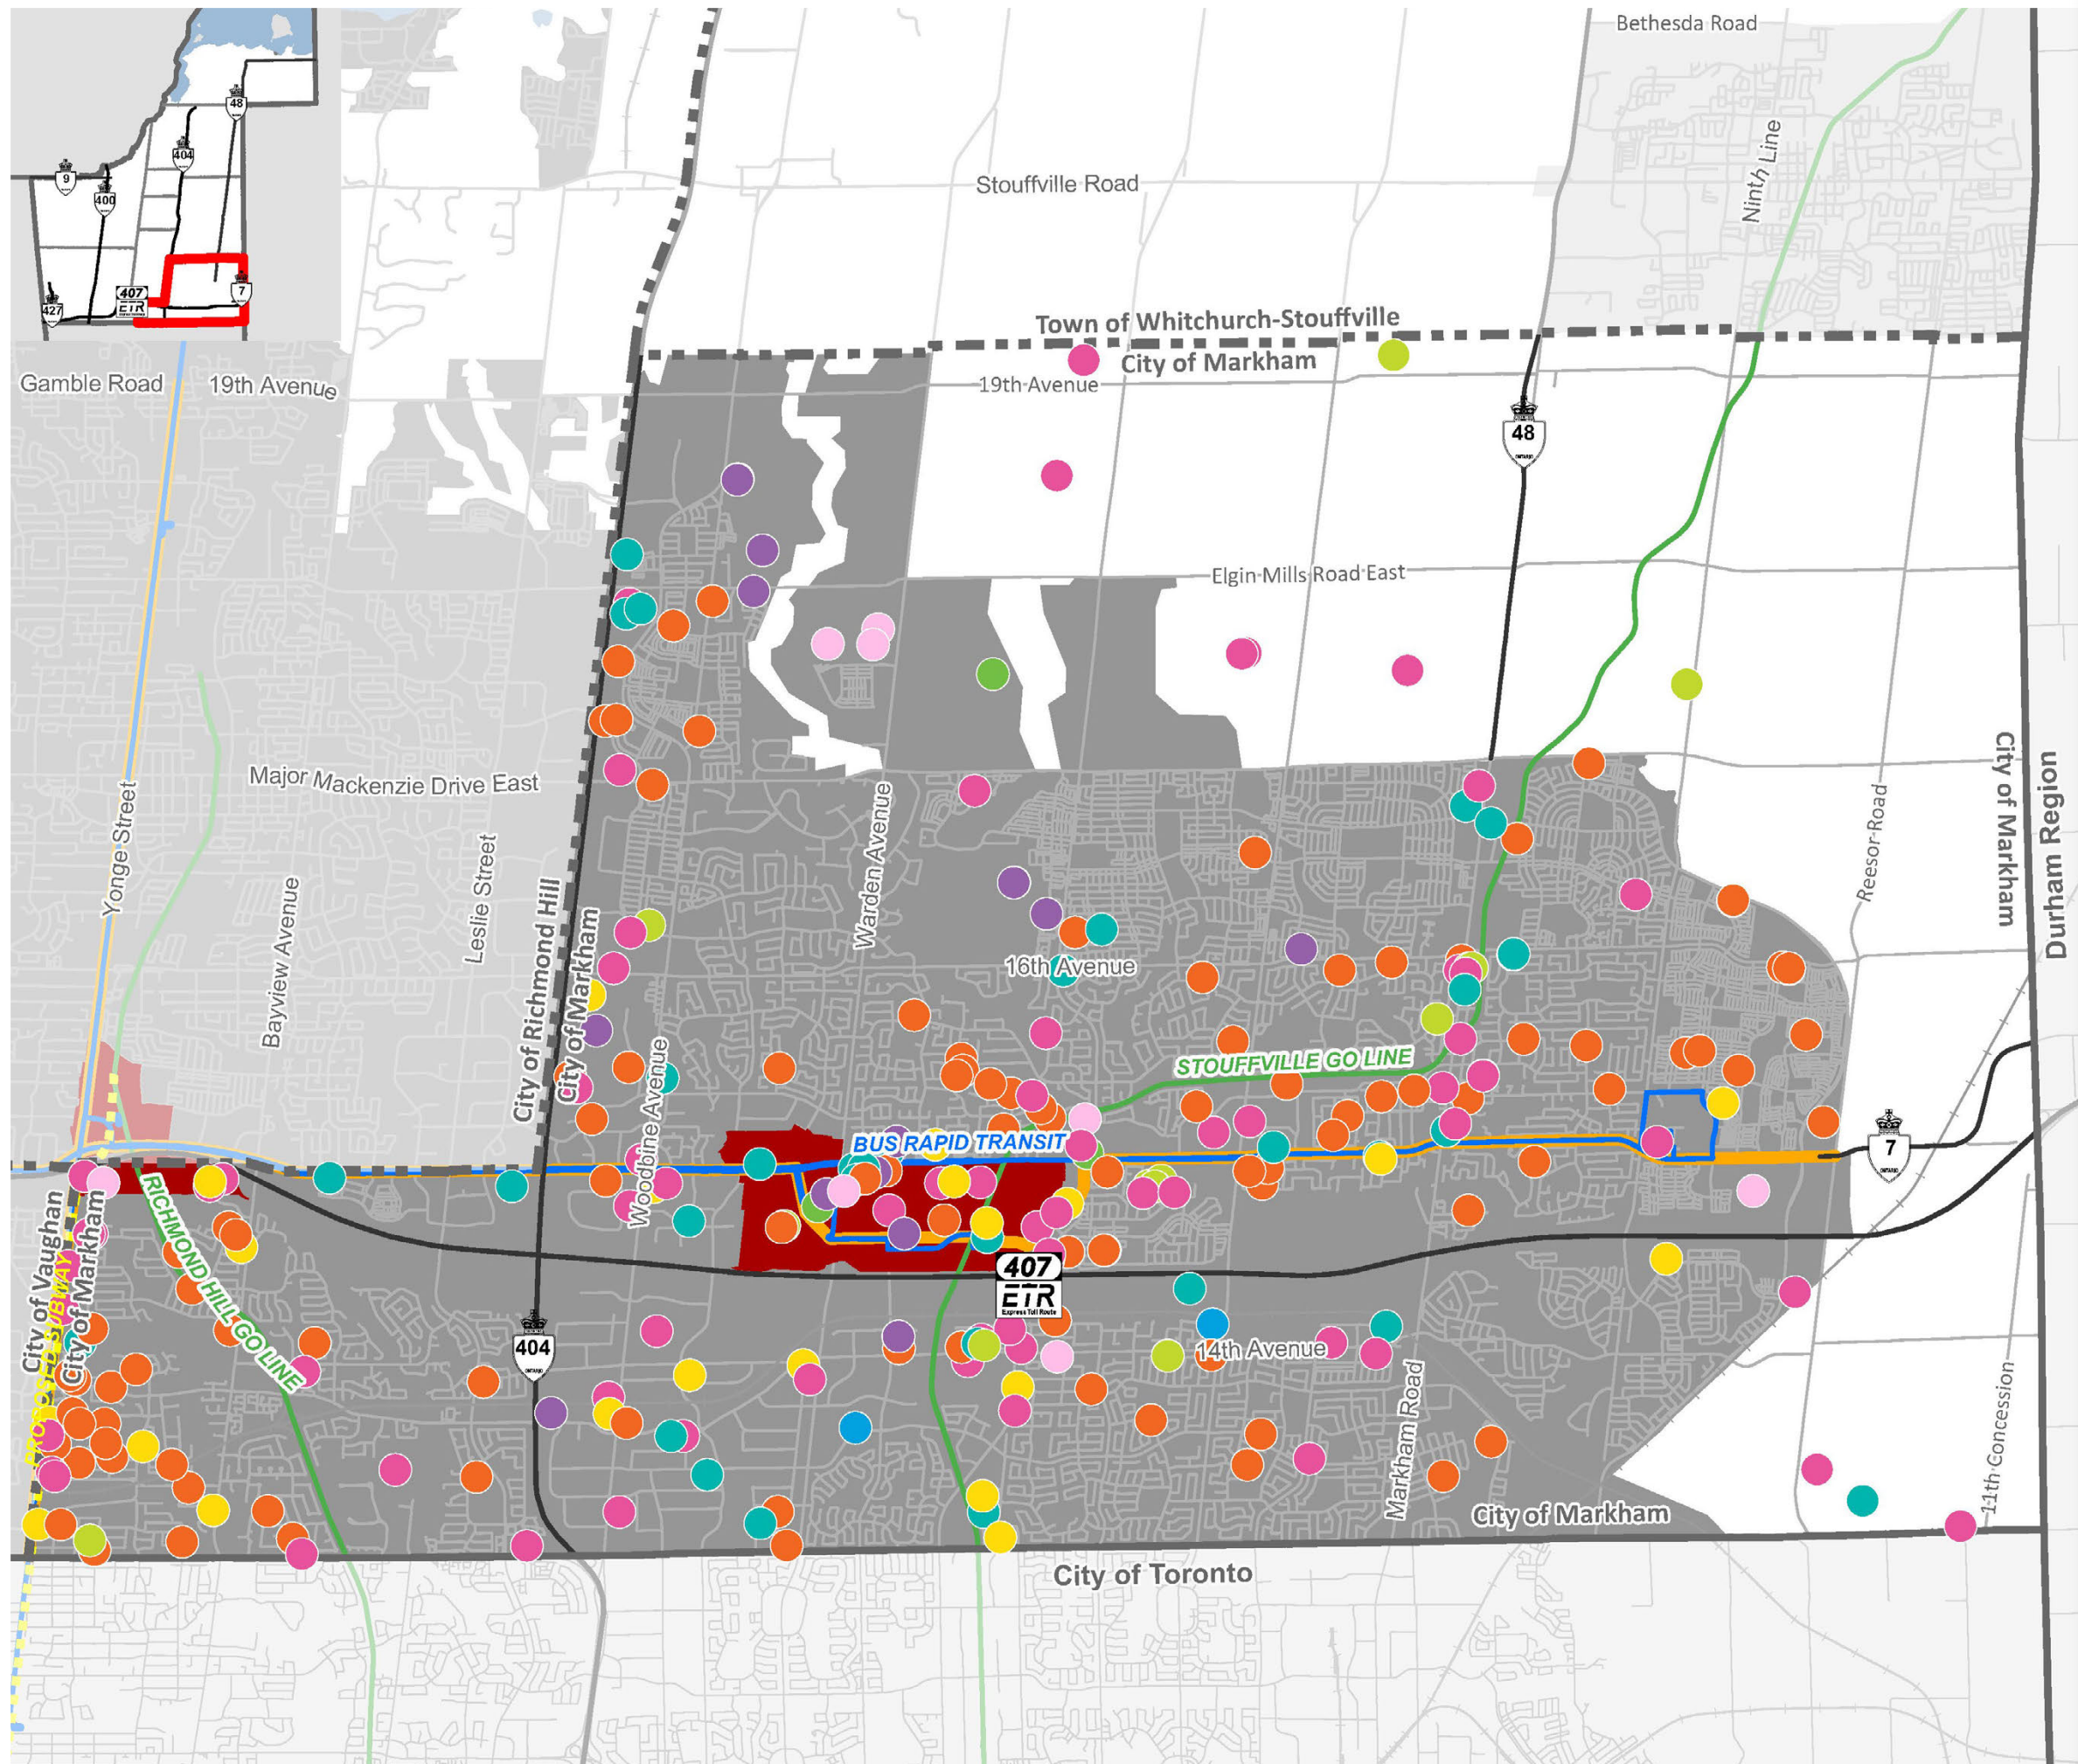 Bethesda Road
48
404
9
400
Stouffville Road
Ninth Line
7
407
ETR
427
Town of Whitchurch-Stouffville
City of Markham
Gamble Road
19th Avenue
19th Avenue
48
ONTARIO
Elgin Mills Road East
Major Mackenzie Drive East
Yonge Street
Bayview Avenue
Leslie Street
Warden Avenue
City of Richmond Hill
City of Markham
Woodbine Avenue
16th Avenue
Reesor Road
City of Markham
Durham Region
STOUFFVILLE GO LINE
BUS RAPID TRANSIT
7
ONTARIO
City of Vaughan
City of Markham
PROPOSED SUBWAY
RICHMOND HILL GO LINE
407
ETR
Express Toll Route
404
ONTARIO
14th Avenue
Markham Road
11th Concession
City of Markham
City of Toronto